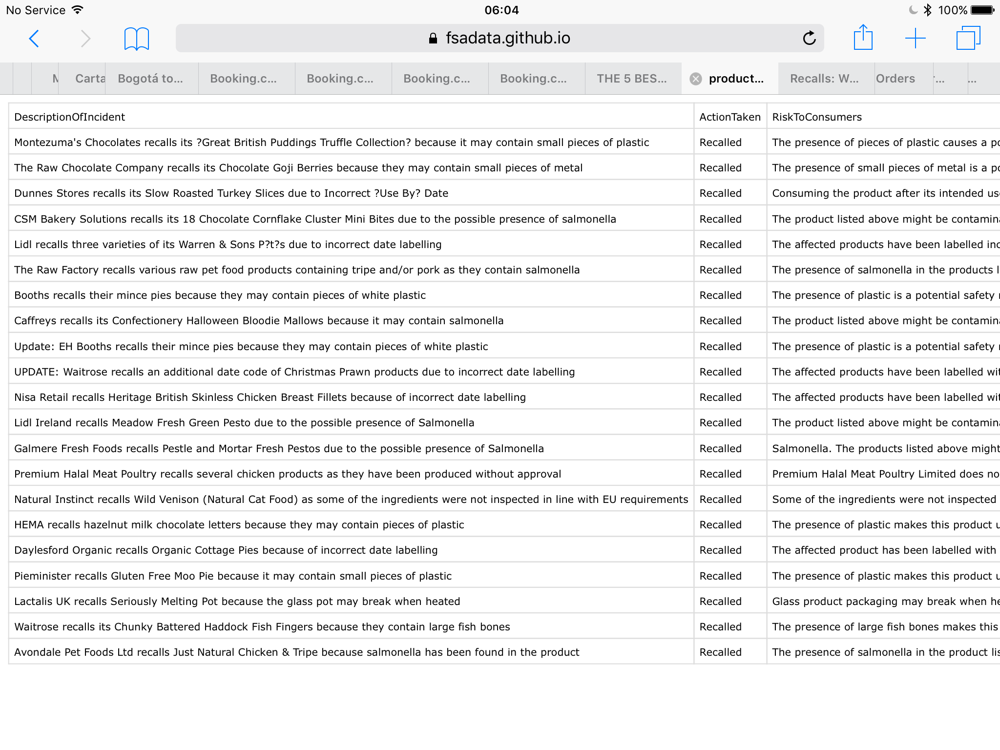 No Service 06:04 100%
fsadata.github.io
Carta Bogotá to... Booking.c... Booking.c... Booking.c... Booking.c... THE 5 BES... product... Recalls: W... Orders ... ...
DescriptionOfIncident ActionTaken RiskToConsumers
Montezuma's Chocolates recalls its ?Great British Puddings Truffle Collection? because it may contain small pieces of plastic Recalled The presence of pieces of plastic causes a po
The Raw Chocolate Company recalls its Chocolate Goji Berries because they may contain small pieces of metal Recalled The presence of small pieces of metal is a po
Dunnes Stores recalls its Slow Roasted Turkey Slices due to Incorrect ?Use By? Date Recalled Consuming the product after its intended us
CSM Bakery Solutions recalls its 18 Chocolate Cornflake Cluster Mini Bites due to the possible presence of salmonella Recalled The product listed above might be contamina
Lidl recalls three varieties of its Warren & Sons P?t?s due to incorrect date labelling Recalled The affected products have been labelled inc
The Raw Factory recalls various raw pet food products containing tripe and/or pork as they contain salmonella Recalled The presence of salmonella in the products l
Booths recalls their mince pies because they may contain pieces of white plastic Recalled The presence of plastic is a potential safety r
Caffreys recalls its Confectionery Halloween Bloodie Mallows because it may contain salmonella Recalled The product listed above might be contamina
Update: EH Booths recalls their mince pies because they may contain pieces of white plastic Recalled The presence of plastic is a potential safety r
UPDATE: Waitrose recalls an additional date code of Christmas Prawn products due to incorrect date labelling Recalled The affected products have been labelled wit
Nisa Retail recalls Heritage British Skinless Chicken Breast Fillets because of incorrect date labelling Recalled The affected products have been labelled wit
Lidl Ireland recalls Meadow Fresh Green Pesto due to the possible presence of Salmonella Recalled The product listed above might be contamina
Galmere Fresh Foods recalls Pestle and Mortar Fresh Pestos due to the possible presence of Salmonella Recalled Salmonella. The products listed above might
Premium Halal Meat Poultry recalls several chicken products as they have been produced without approval Recalled Premium Halal Meat Poultry Limited does no
Natural Instinct recalls Wild Venison (Natural Cat Food) as some of the ingredients were not inspected in line with EU requirements Recalled Some of the ingredients were not inspected
HEMA recalls hazelnut milk chocolate letters because they may contain pieces of plastic Recalled The presence of plastic makes this product u
Daylesford Organic recalls Organic Cottage Pies because of incorrect date labelling Recalled The affected product has been labelled with
Pieminister recalls Gluten Free Moo Pie because it may contain small pieces of plastic Recalled The presence of plastic makes this product u
Lactalis UK recalls Seriously Melting Pot because the glass pot may break when heated Recalled Glass product packaging may break when he
Waitrose recalls its Chunky Battered Haddock Fish Fingers because they contain large fish bones Recalled The presence of large fish bones makes this
Avondale Pet Foods Ltd recalls Just Natural Chicken & Tripe because salmonella has been found in the product Recalled The presence of salmonella in the product lis